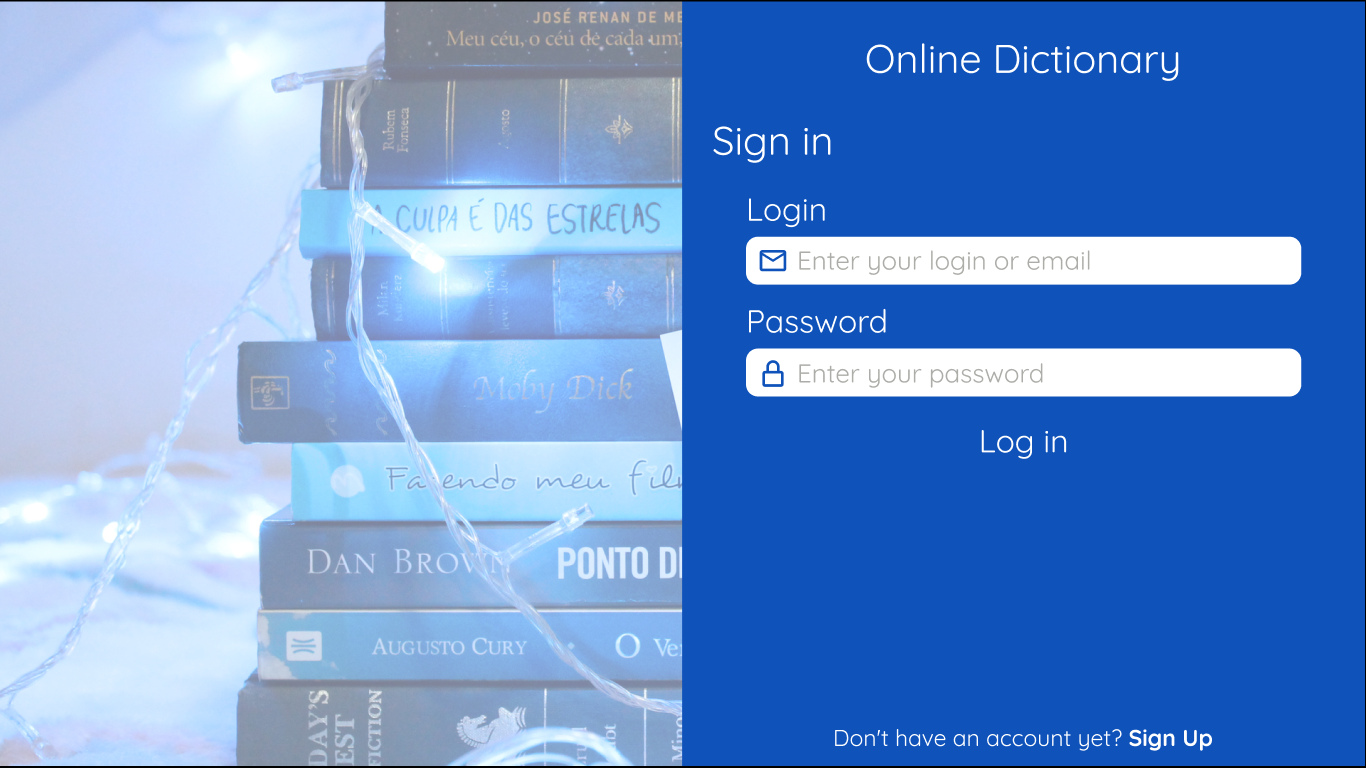 JOSÉ RENAN DE ME
Meu céu, o céu de cada um,
Rubem
Fonseca
Agosto
A CULPA É DAS ESTRELAS
Milan
Moby Dick
Fazendo meu film
DAN BROWN
PONTO DE
AUGUSTO CURY
O Ve
DAY'S
EST
FICTION
Online Dictionary
Sign in
Login
Enter your login or email
Password
Enter your password
Log in
Don't have an account yet? Sign Up